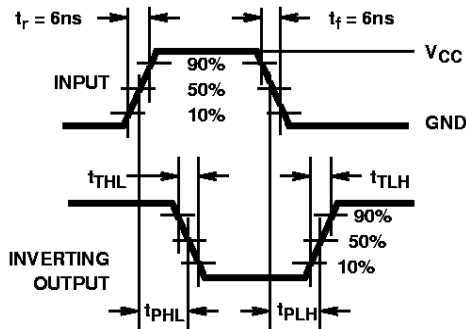 tr = 6ns
tf = 6ns
VCC
90%
INPUT
50%
10%
GND
tTHL
tTLH
90%
50%
INVERTING
OUTPUT
10%
tPHL
tPLH